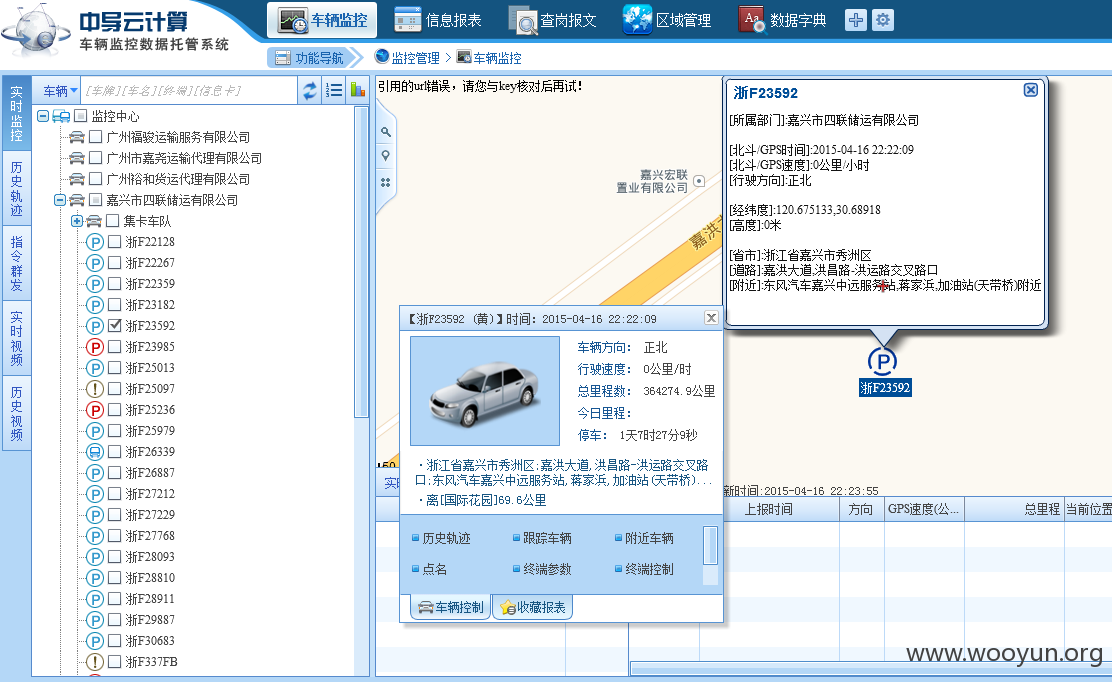 中导云计算
车辆监控数据托管系统
车辆监控
信息报表
查岗报文
区域管理
Aa
数据字典
功能导航
监控管理
车辆监控
实时监控
历史轨迹
指令群发
实时视频
历史视频
车辆
[车牌][车名][终端][信息卡]
监控中心
广州福骏运输服务有限公司
广州市嘉尧运输代理有限公司
广州裕和货运代理有限公司
嘉兴市四联储运有限公司
集卡车队
浙F22128
浙F22267
浙F22359
浙F23182
浙F23592
浙F23985
浙F25013
浙F25097
浙F25236
浙F25979
浙F26339
浙F26887
浙F27212
浙F27229
浙F27768
浙F28093
浙F28810
浙F28911
浙F29887
浙F30683
浙F337FB
引用的url错误，请您与key核对后再试！
嘉兴宏联
置业有限公司
嘉洪大
浙F23592
[所属部门]:嘉兴市四联储运有限公司
[北斗/GPS时间]:2015-04-16 22:22:09
[北斗/GPS速度]:0公里/小时
[行驶方向]:正北
[经纬度]:120.675133,30.68918
[高度]:0米
[省市]:浙江省嘉兴市秀洲区
[道路]:嘉洪大道,洪昌路-洪运路交叉路口
[附近]:东风汽车嘉兴中远服务站,蒋家浜,加油站(天带桥)附近
P
浙F23592
【浙F23592 (黄)】时间: 2015-04-16 22:22:09
车辆方向: 正北
行驶速度: 0公里/时
总里程数: 364274.9公里
今日里程:
停车: 1天7时27分9秒
·浙江省嘉兴市秀洲区;嘉洪大道,洪昌路-洪运路交叉路
口;东风汽车嘉兴中远服务站,蒋家浜,加油站(天带桴)...
·离[国际花园]69.6公里
历史轨迹
跟踪车辆
附近车辆
点名
终端参数
终端控制
车辆控制
收藏报表
新时间:2015-04-16 22:23:55
上报时间
方向
GPS速度(公...
总里程
当前位置
www.wooyun.org